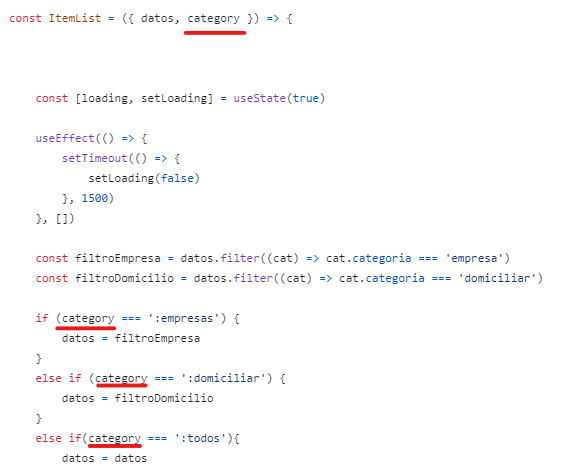 const ItemList = ({ datos, category }) => {
const [loading, setLoading] = useState(true)
useEffect(() => {
setTimeout(() => {
setLoading(false)
}, 1500)
}, [])
const filtroEmpresa = datos.filter((cat) => cat.categoria === 'empresa')
const filtroDomicilio = datos.filter((cat) => cat.categoria === 'domiciliar')
if (category === ':empresas') {
datos = filtroEmpresa
}
else if (category === ':domiciliar') {
datos = filtroDomicilio
}
else if(category === ':todos'){
datos = datos